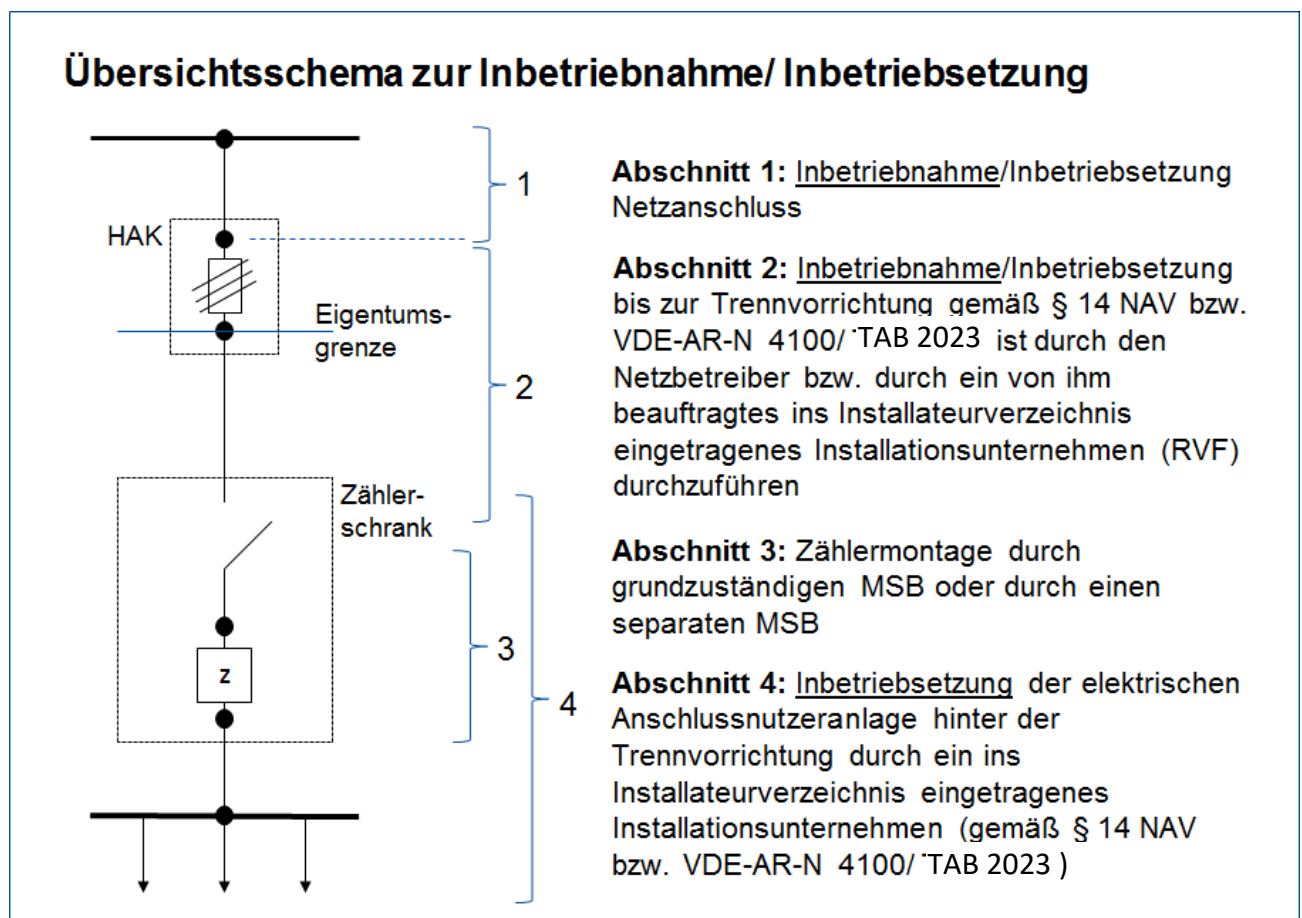 Übersichtsschema zur Inbetriebnahme/ Inbetriebsetzung
HAK
Eigentums-
grenze
Zähler-
schrank
z
1
2
3
4
Abschnitt 1: Inbetriebnahme/Inbetriebsetzung
Netzanschluss
Abschnitt 2: Inbetriebnahme/Inbetriebsetzung
bis zur Trennvorrichtung gemäß § 14 NAV bzw.
VDE-AR-N 4100/ TAB 2023 ist durch den
Netzbetreiber bzw. durch ein von ihm
beauftragtes ins Installateurverzeichnis
eingetragenes Installationsunternehmen (RVF)
durchzuführen
Abschnitt 3: Zählermontage durch
grundzuständigen MSB oder durch einen
separaten MSB
Abschnitt 4: Inbetriebsetzung der elektrischen
Anschlussnutzeranlage hinter der
Trennvorrichtung durch ein ins
Installateurverzeichnis eingetragenes
Installationsunternehmen (gemäß § 14 NAV
bzw. VDE-AR-N 4100/ TAB 2023 )